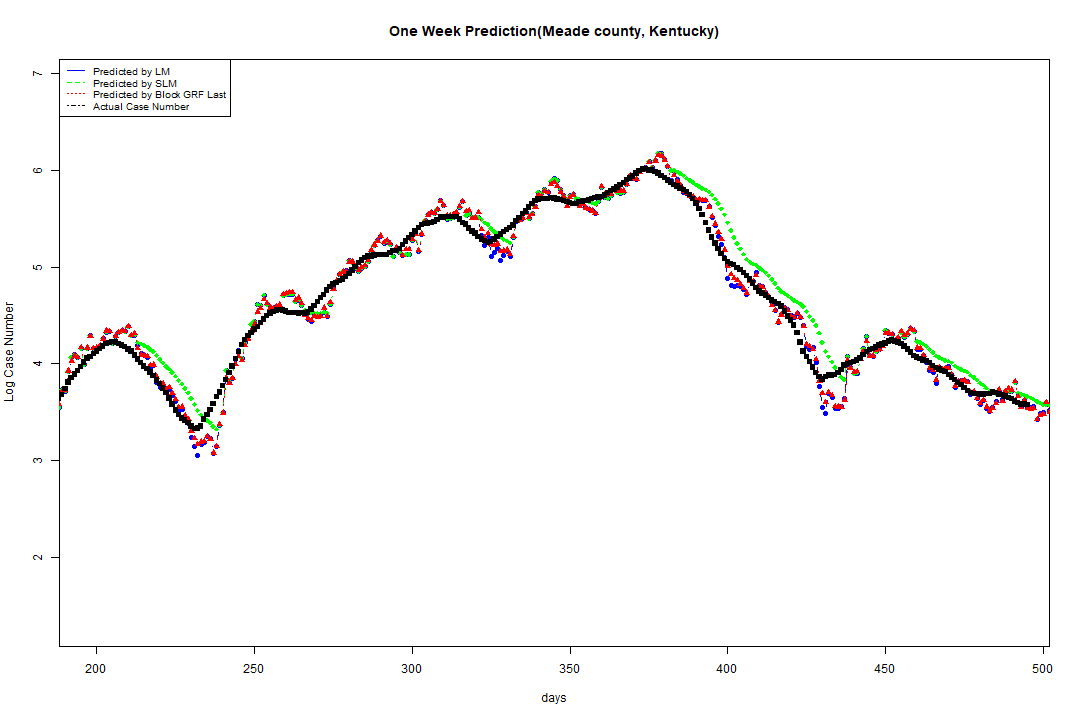 One Week Prediction(Meade county, Kentucky)
Predicted by LM
Predicted by SLM
Predicted by Block GRF Last
Actual Case Number
7
6
5
4
3
2
Log Case Number
200 250 300 350 400 450 500
days